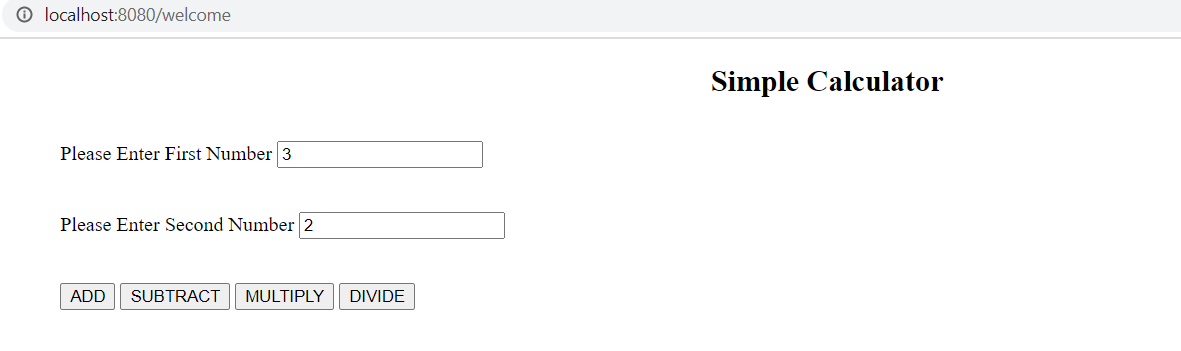 localhost:8080/welcome
Simple Calculator
Please Enter First Number 3
Please Enter Second Number 2
ADD SUBTRACT MULTIPLY DIVIDE